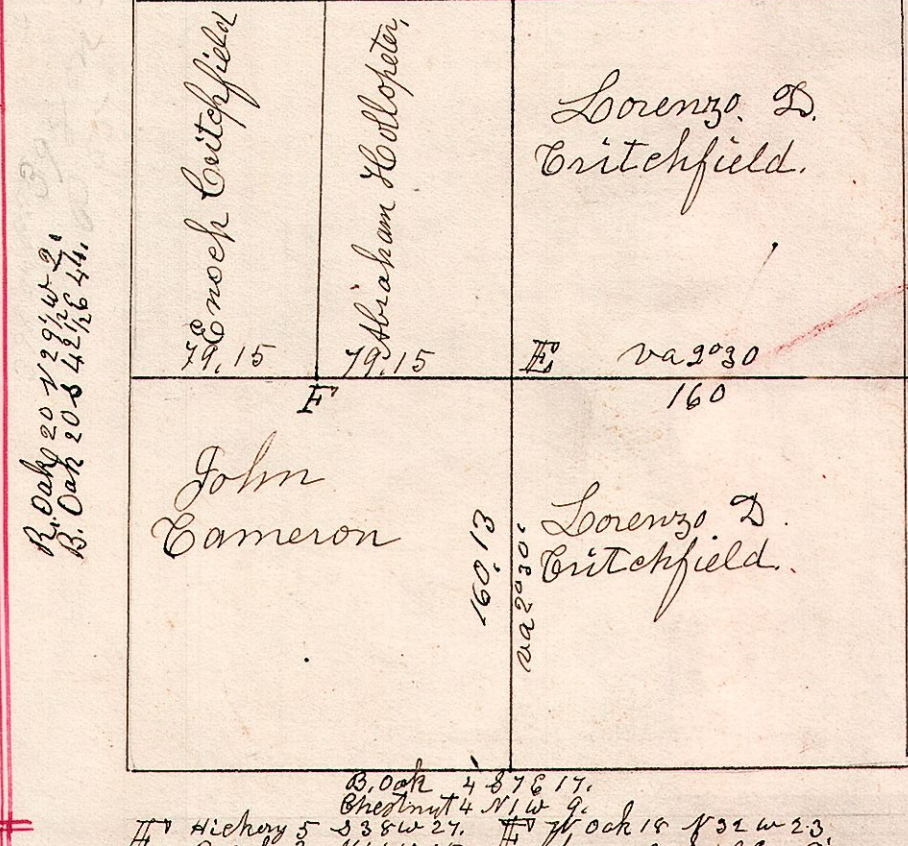 Enoch Critchfield
79.15
Abraham Hollopeter,
79.15
Lorenzo. D.
Critchfield.
E va 2°30
160
F
John
Cameron
160.13
va 2°30'
Lorenzo D.
Critchfield.
R. Oak 20 N 29½ W 2.
B. Oak 20 S 42½ E 44.
B. Oak 4 S 7 E 17.
Chestnut 4 N 1 W 9.
F Hickory 5 S 38 W 27. E W Oak 18 N 32 W 23.